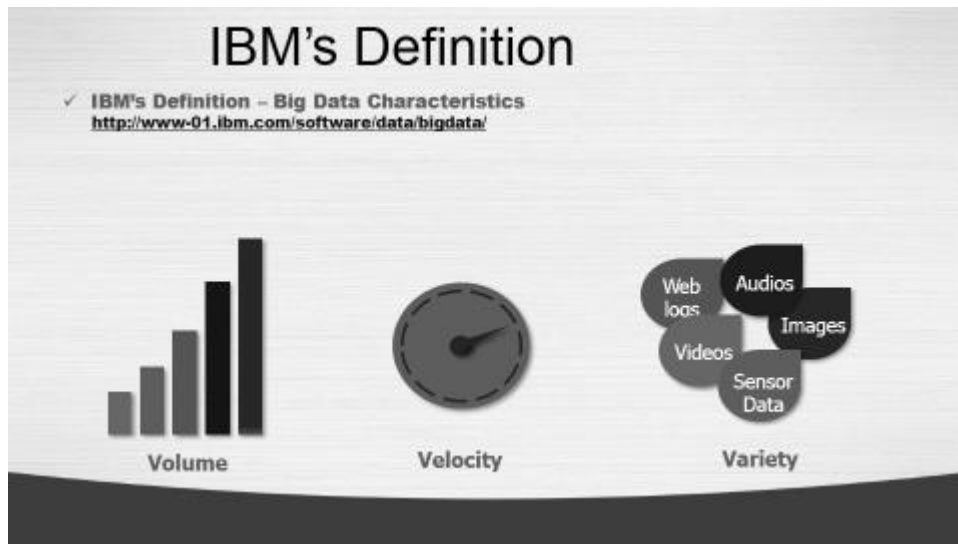 IBM's Definition
✓ IBM's Definition – Big Data Characteristics
http://www-01.ibm.com/software/data/bigdata/
Web
logs
Audios
Images
Videos
Sensor
Data
Volume
Velocity
Variety